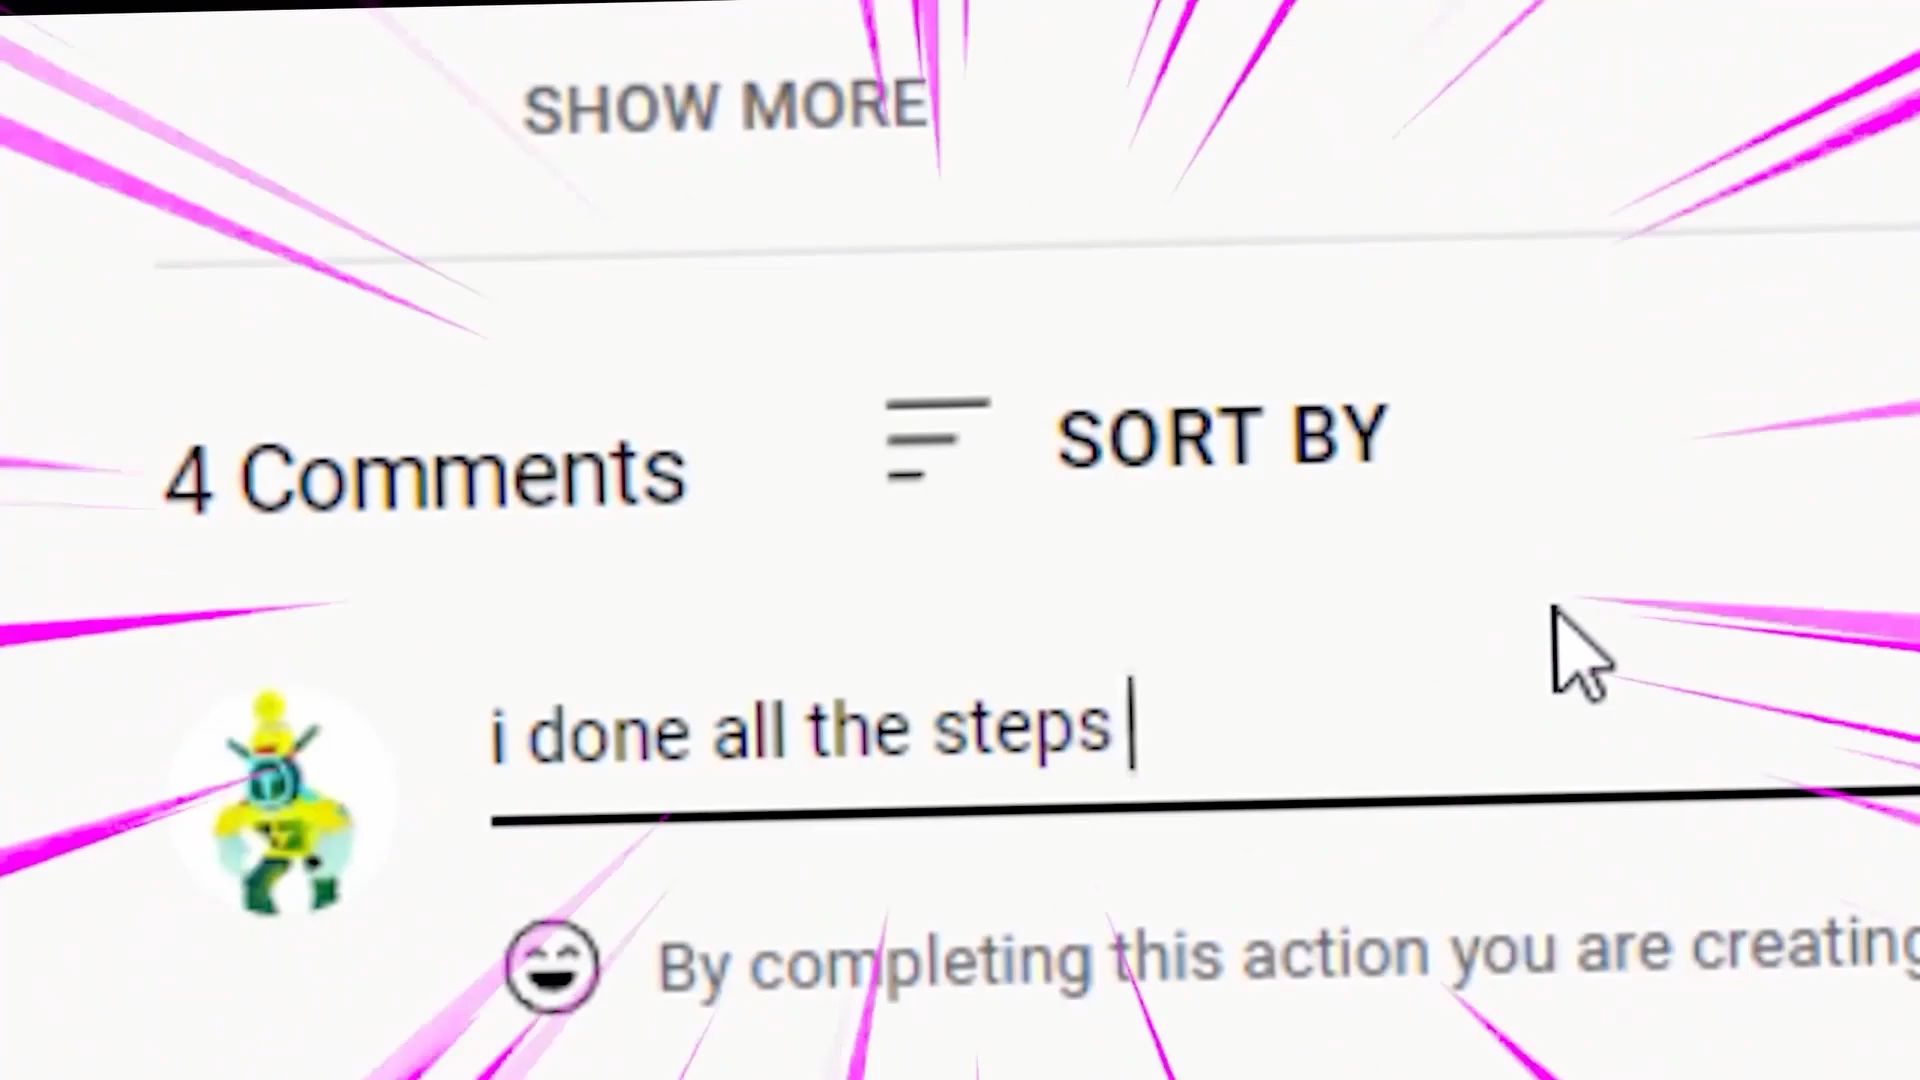 SHOW MORE
4 Comments
SORT BY
i done all the steps
By completing this action you are creating